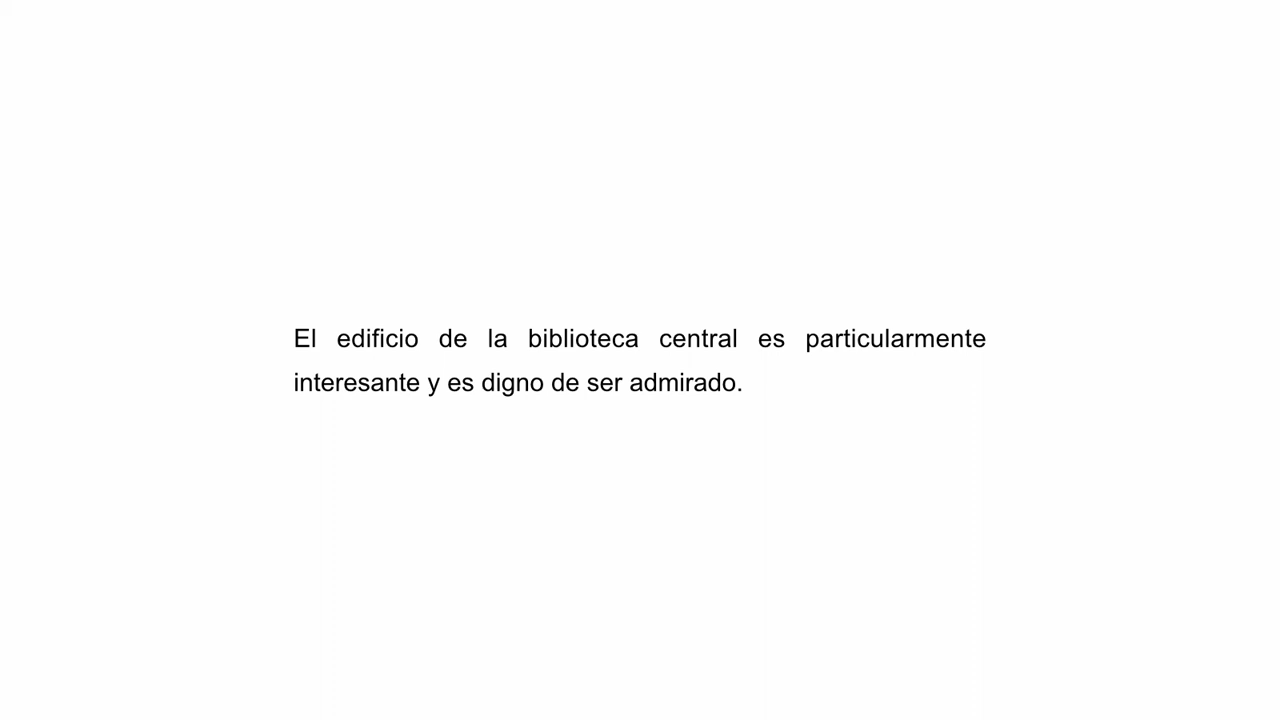 El edificio de la biblioteca central es particularmente
interesante y es digno de ser admirado.